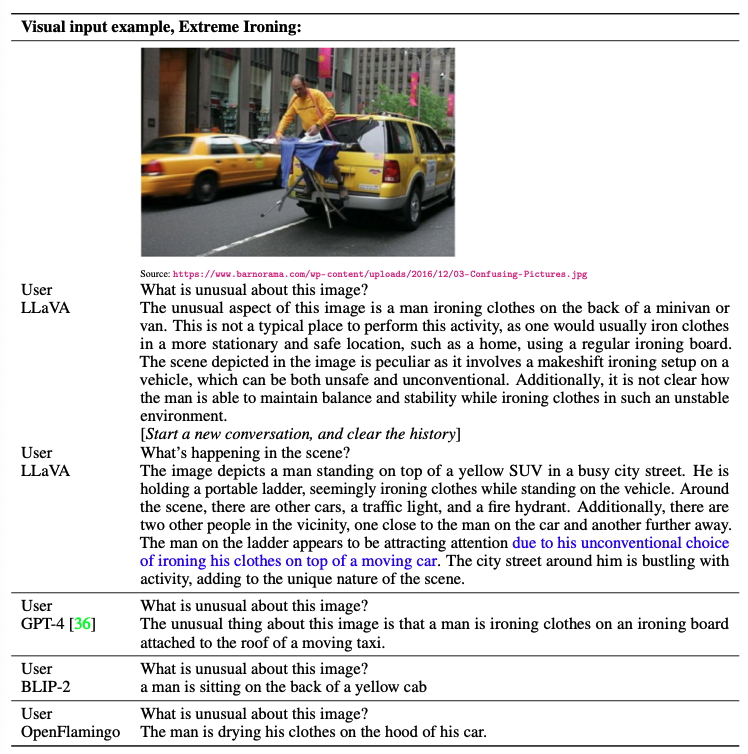 Visual input example, Extreme Ironing:
Source: https://www.barnorama.com/wp-content/uploads/2016/12/03-Confusing-Pictures.jpg
User What is unusual about this image?
LLaVA The unusual aspect of this image is a man ironing clothes on the back of a minivan or
van. This is not a typical place to perform this activity, as one would usually iron clothes
in a more stationary and safe location, such as a home, using a regular ironing board.
The scene depicted in the image is peculiar as it involves a makeshift ironing setup on a
vehicle, which can be both unsafe and unconventional. Additionally, it is not clear how
the man is able to maintain balance and stability while ironing clothes in such an unstable
environment.
[Start a new conversation, and clear the history]
User What's happening in the scene?
LLaVA The image depicts a man standing on top of a yellow SUV in a busy city street. He is
holding a portable ladder, seemingly ironing clothes while standing on the vehicle. Around
the scene, there are other cars, a traffic light, and a fire hydrant. Additionally, there are
two other people in the vicinity, one close to the man on the car and another further away.
The man on the ladder appears to be attracting attention due to his unconventional choice
of ironing his clothes on top of a moving car. The city street around him is bustling with
activity, adding to the unique nature of the scene.
User What is unusual about this image?
GPT-4 [36] The unusual thing about this image is that a man is ironing clothes on an ironing board
attached to the roof of a moving taxi.
User What is unusual about this image?
BLIP-2 a man is sitting on the back of a yellow cab
User What is unusual about this image?
OpenFlamingo The man is drying his clothes on the hood of his car.